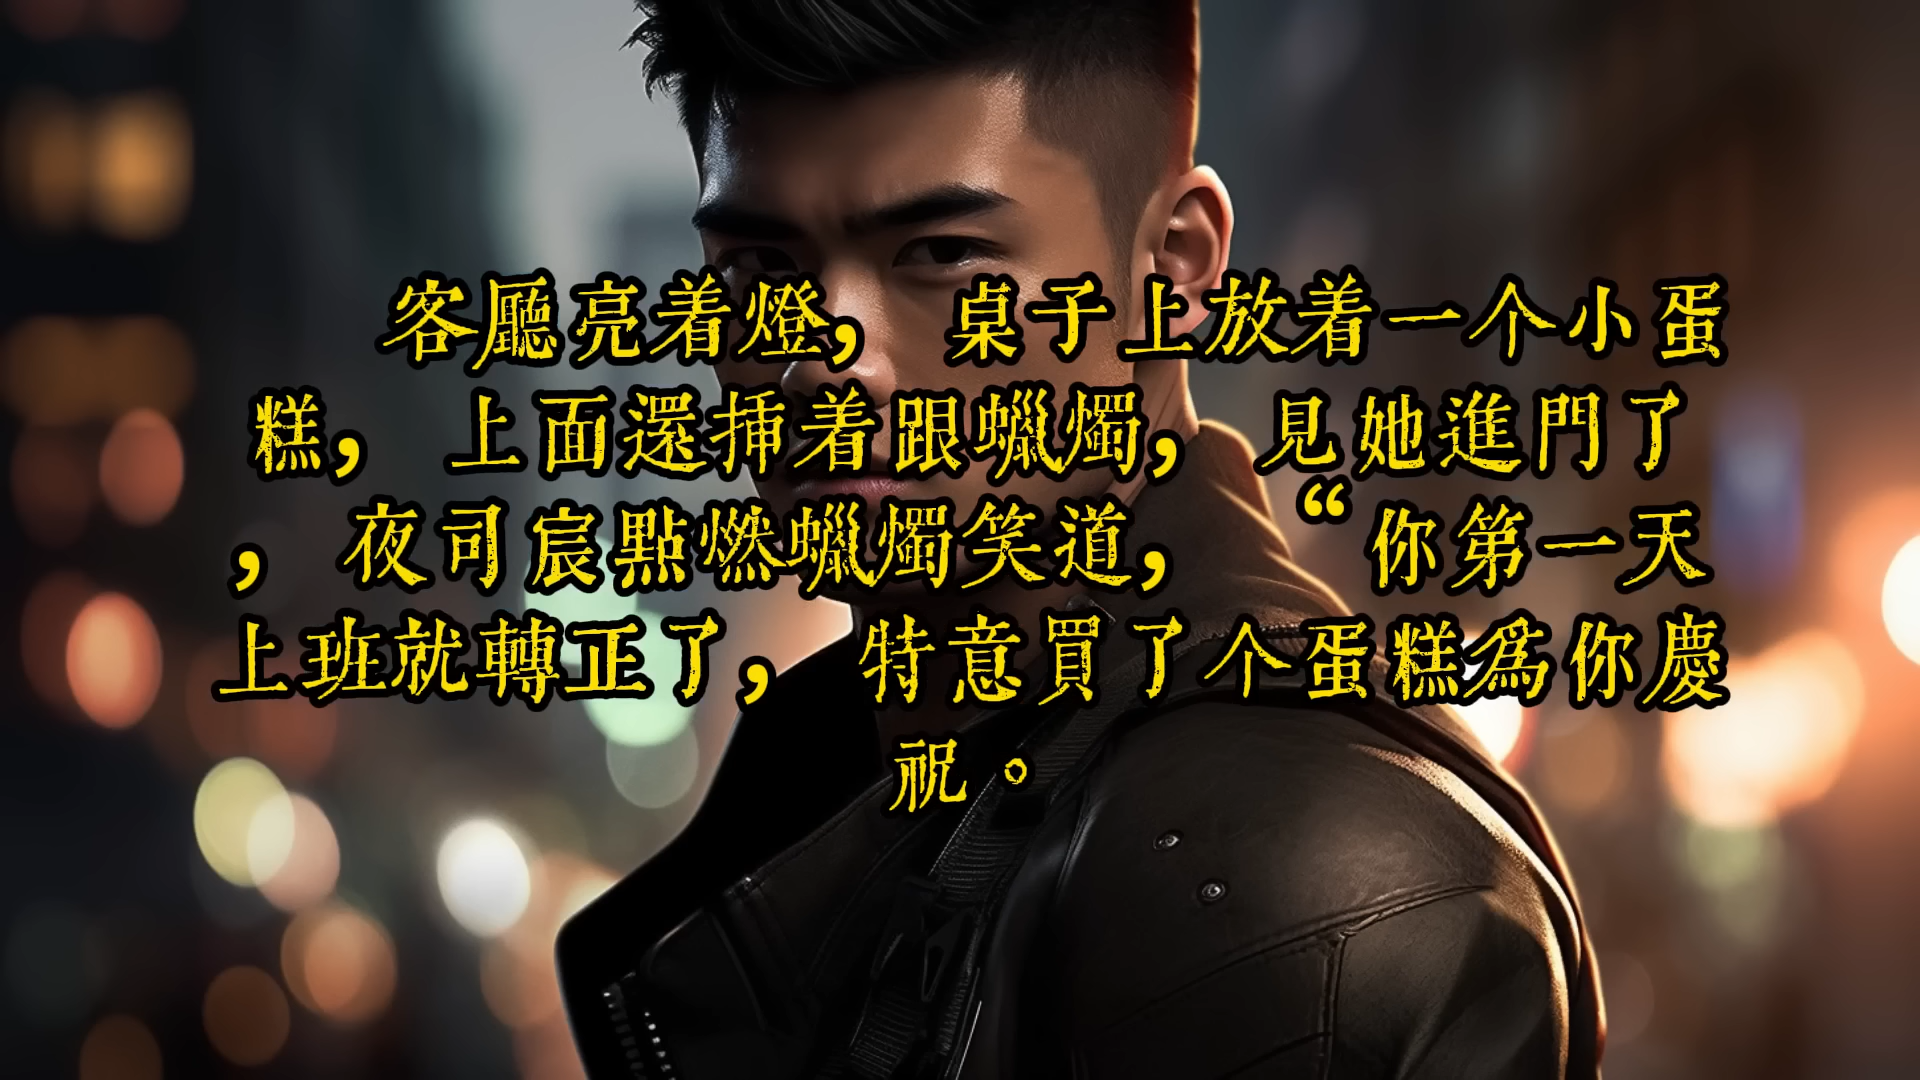 客廳亮着燈，桌子上放着一个小蛋
糕，上面還挿着跟蠟燭，見她進門了
，夜司宸點燃蠟燭笑道，“你第一天
上班就轉正了，特意買了个蛋糕爲你慶
祝。